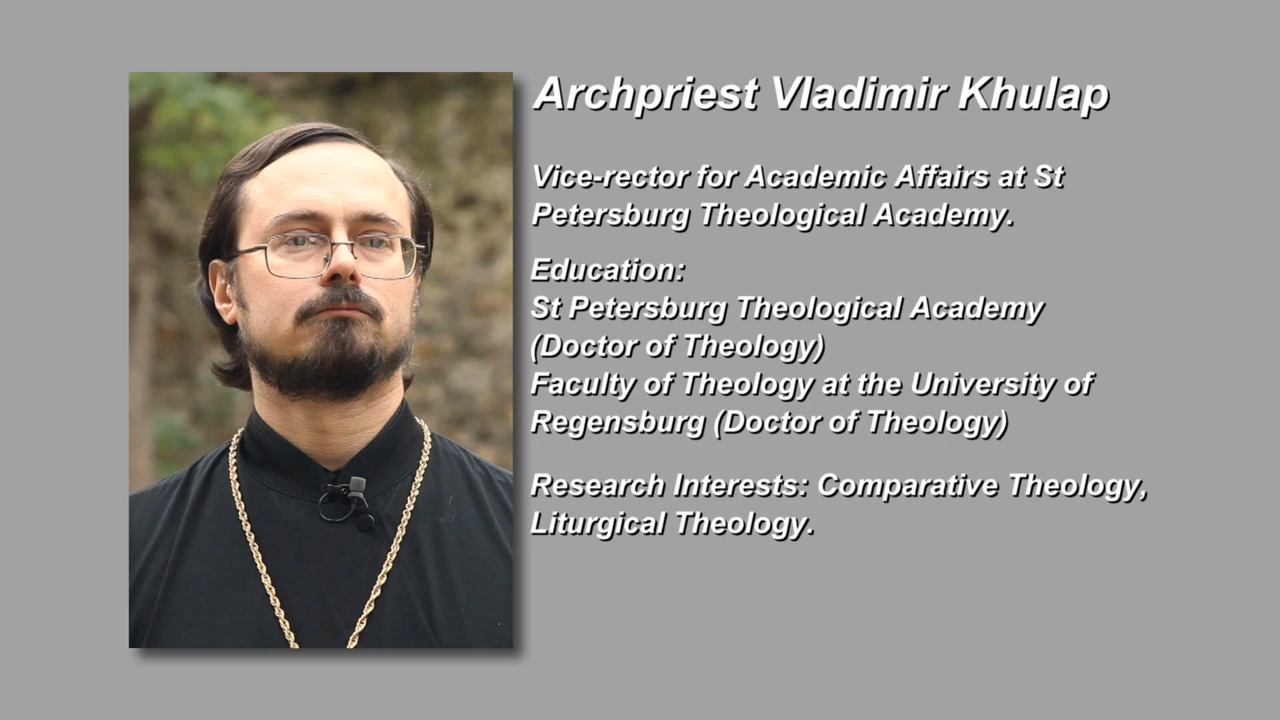 Archpriest Vladimir Khulap
Vice-rector for Academic Affairs at St
Petersburg Theological Academy.
Education:
St Petersburg Theological Academy
(Doctor of Theology)
Faculty of Theology at the University of
Regensburg (Doctor of Theology)
Research Interests: Comparative Theology,
Liturgical Theology.